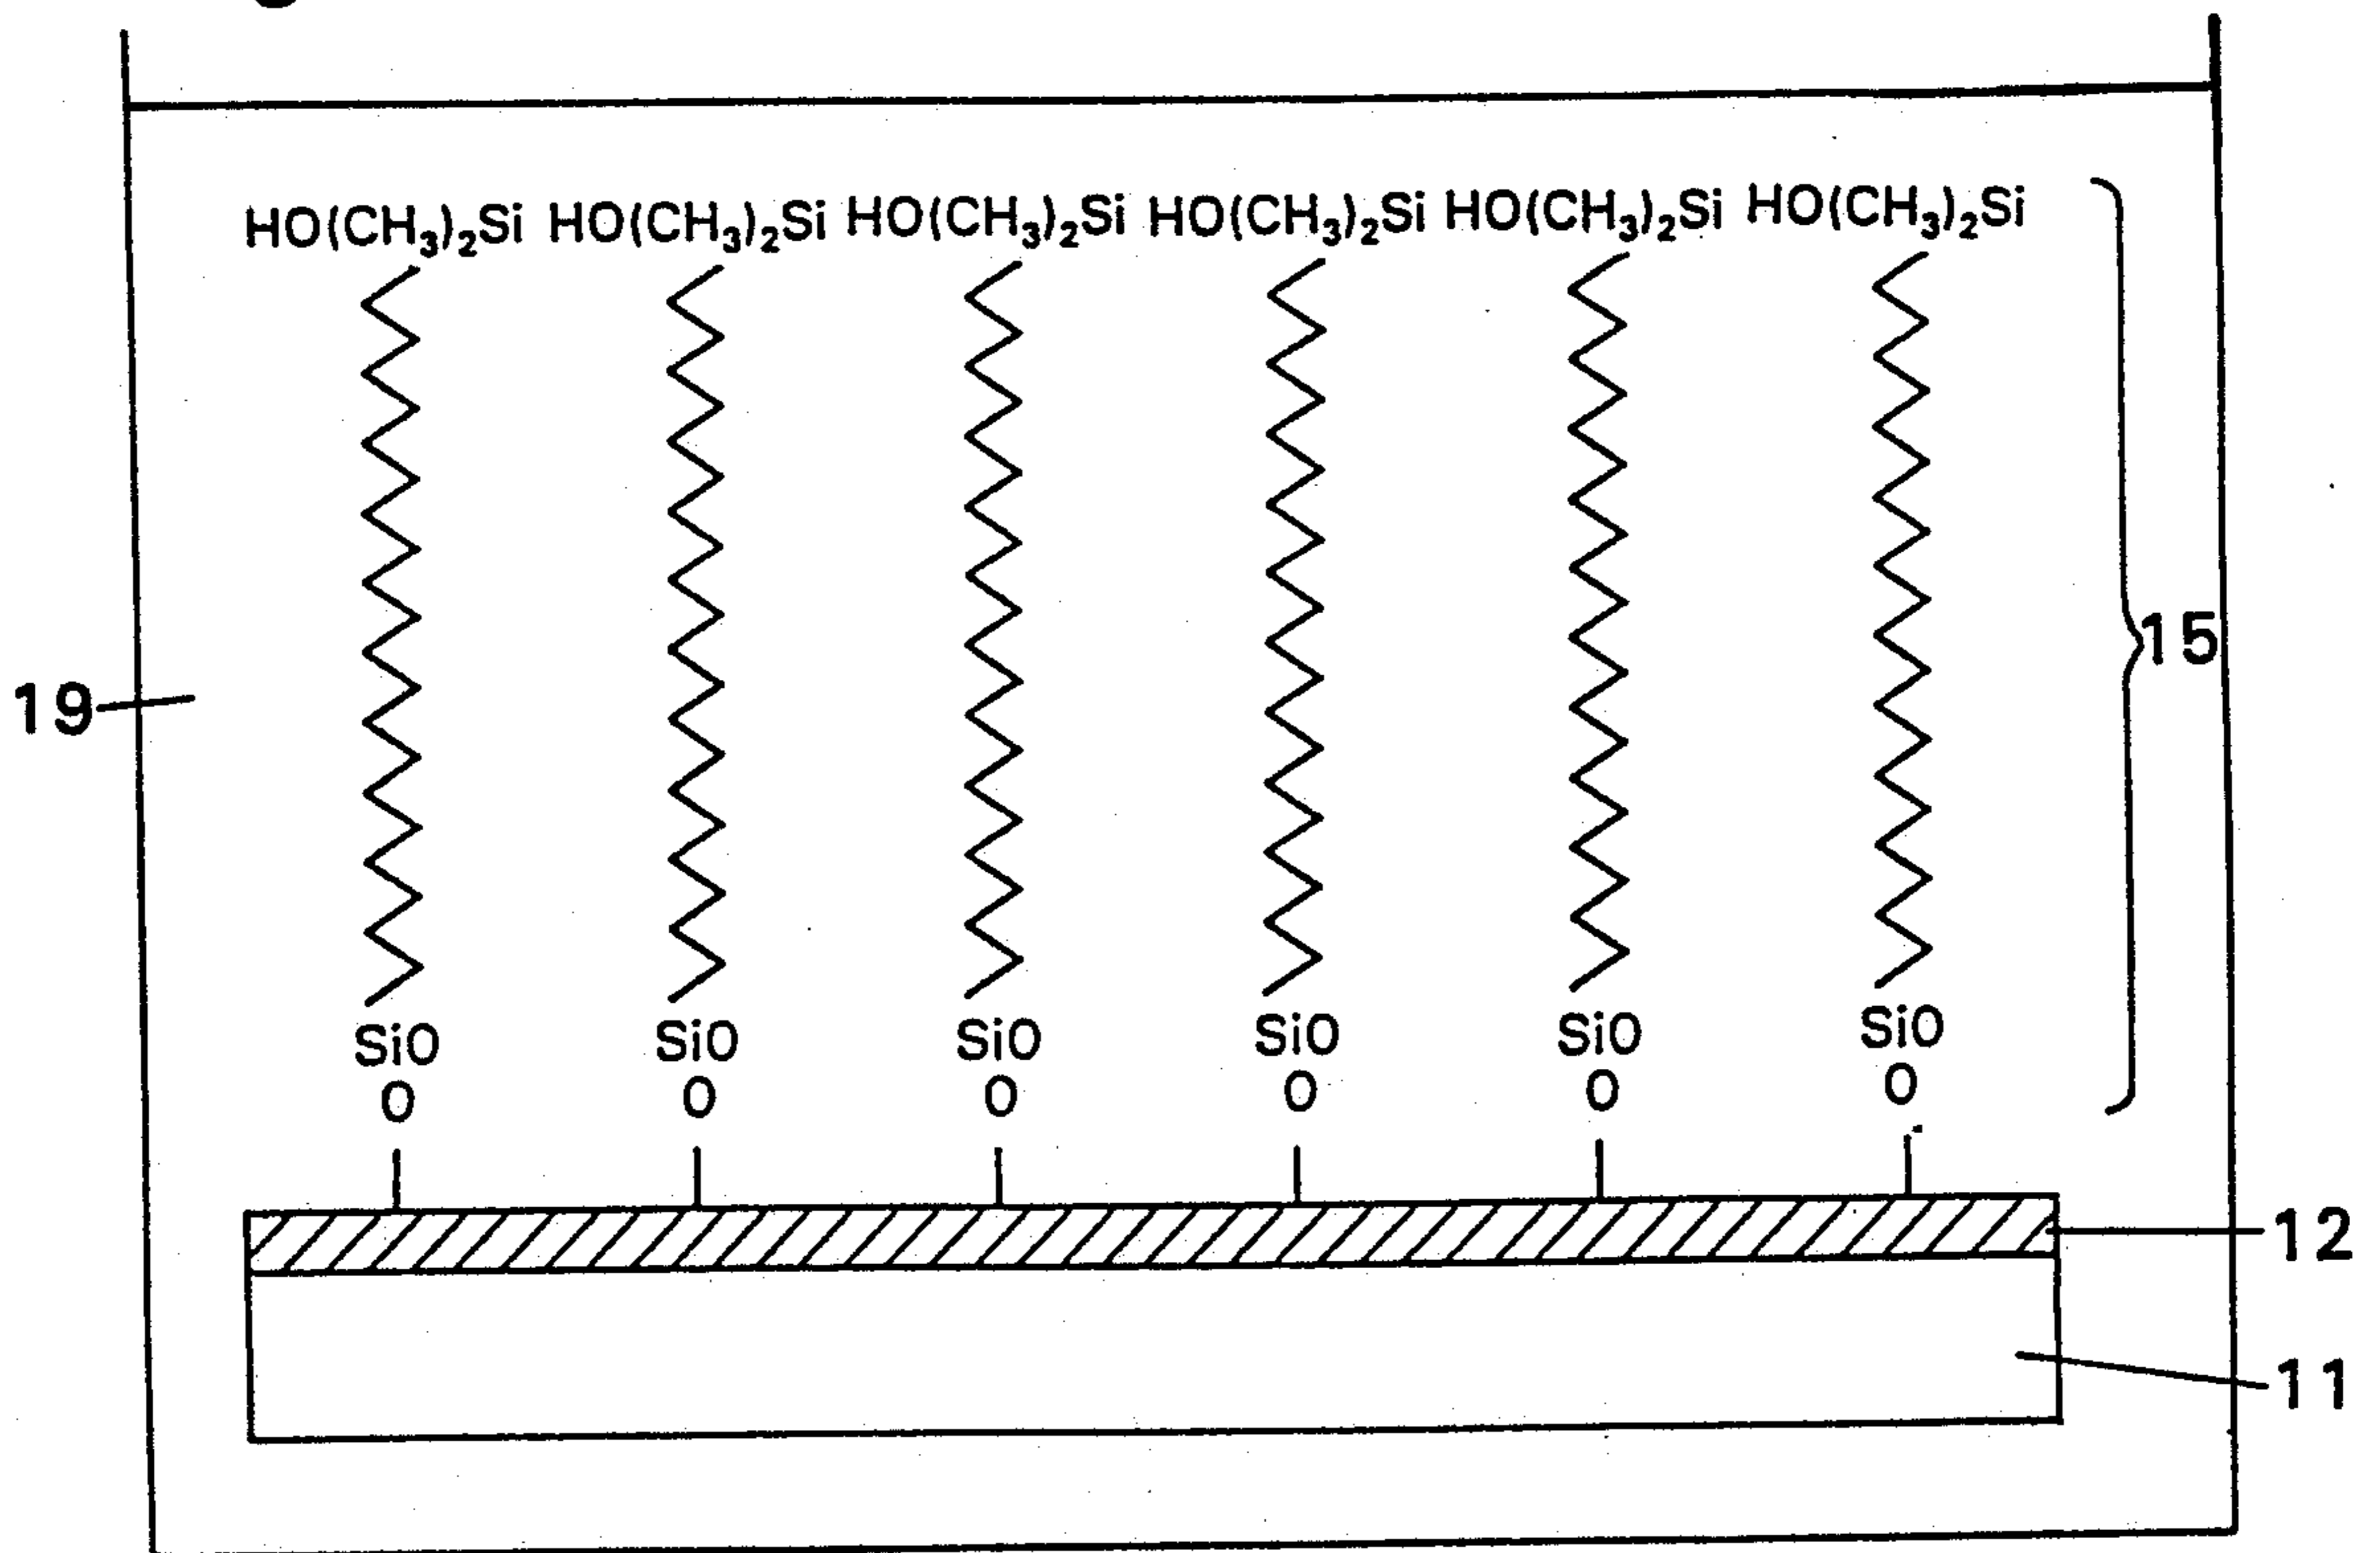 HO(CH₃)₂Si HO(CH₃)₂Si HO(CH₃)₂Si HO(CH₃)₂Si HO(CH₃)₂Si HO(CH₃)₂Si
15
19
SiO SiO SiO SiO SiO SiO
O O O O O O
12
11